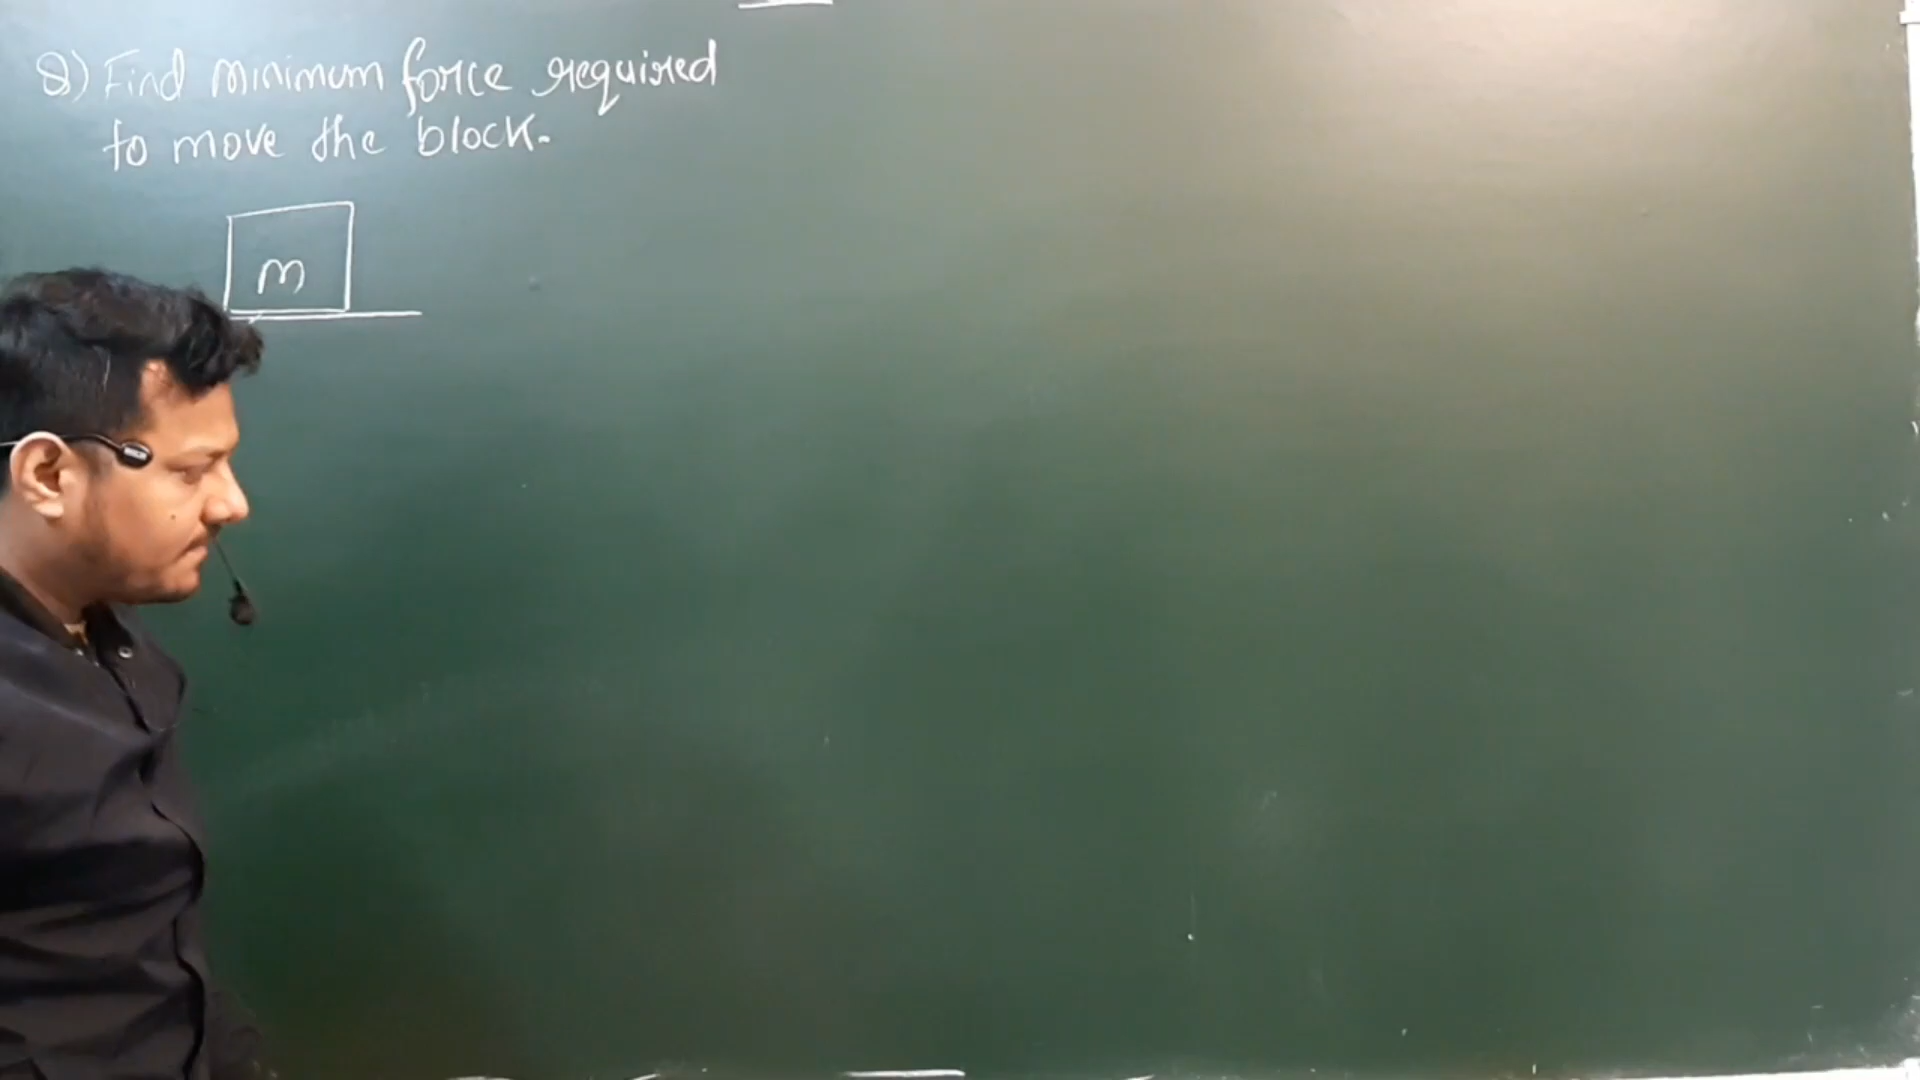 Q) Find minimum force required
to move the block.
m